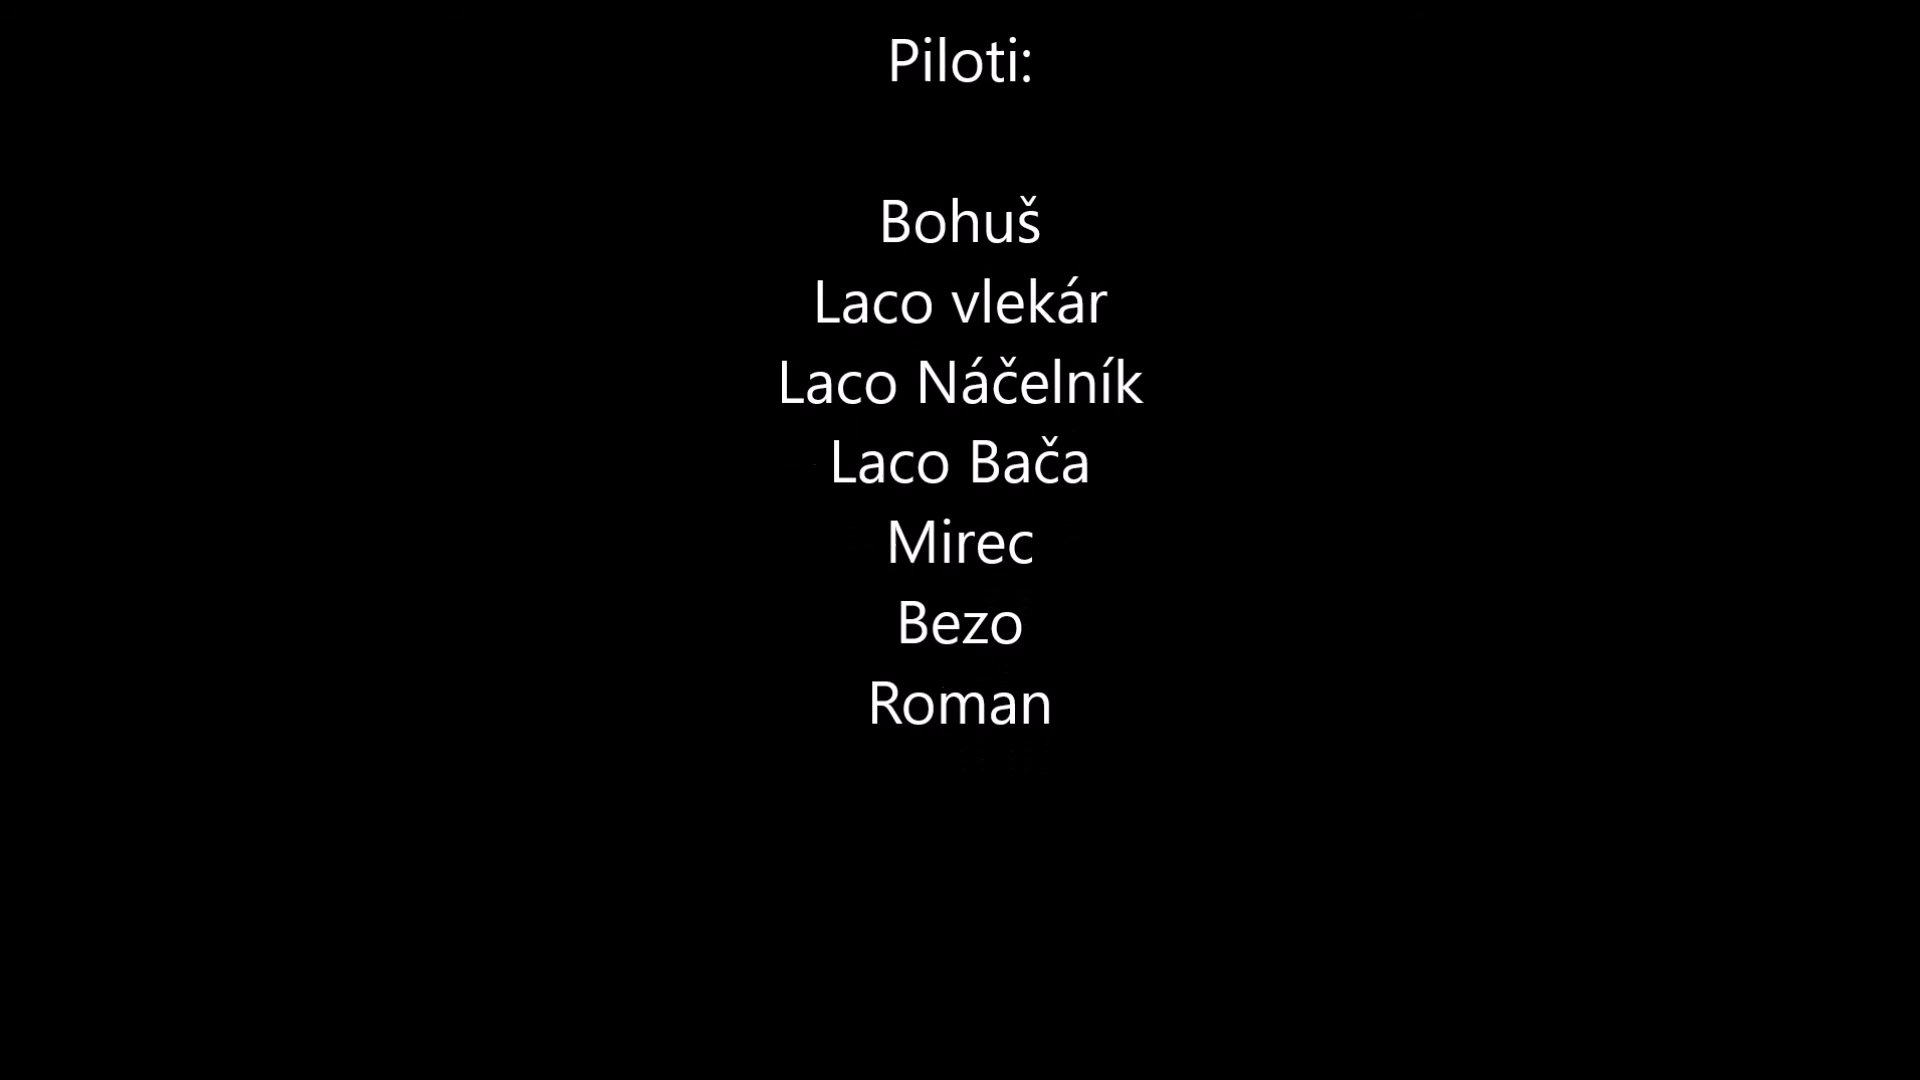 Piloti:
Bohuš
Laco vlekár
Laco Náčelník
Laco Bača
Mirec
Bezo
Roman